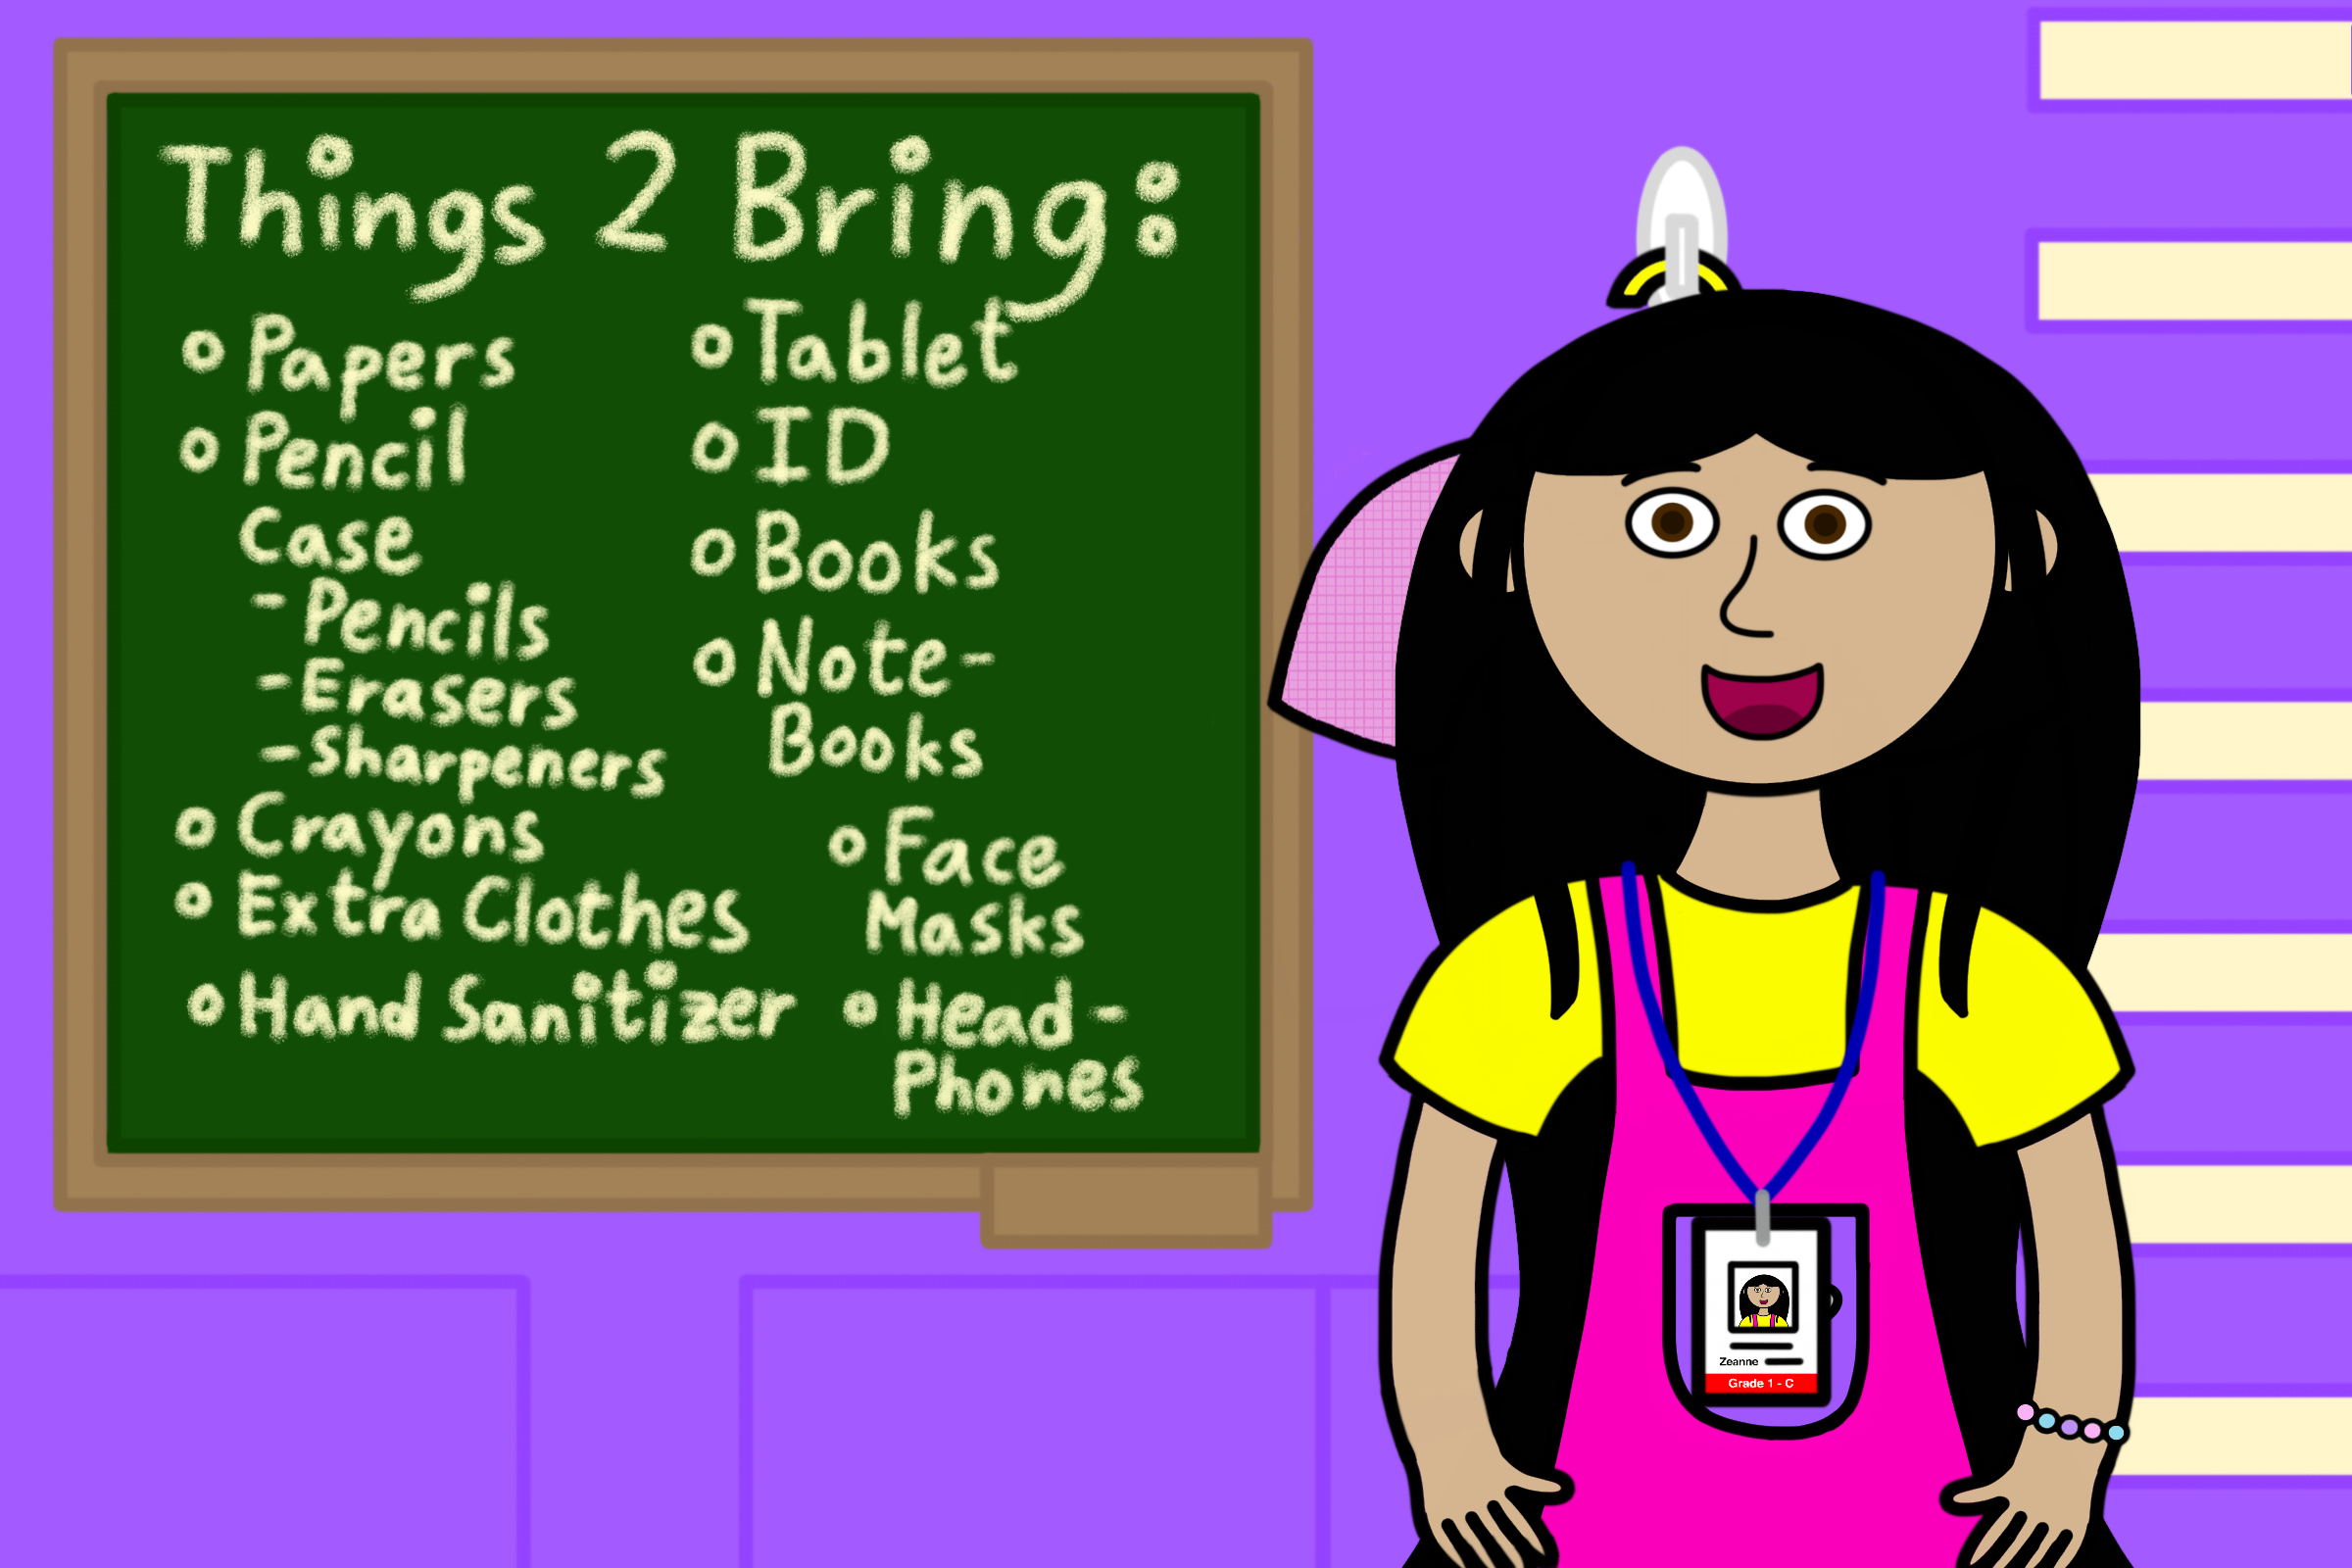 Things 2 Bring:
o Papers
o Pencil
Case
- Pencils
- Erasers
- Sharpeners
o Crayons
o Extra Clothes
o Hand Sanitizer
o Tablet
o ID
o Books
o Note-
Books
o Face
Masks
o Head-
Phones
Zeanne
Grade 1 - C